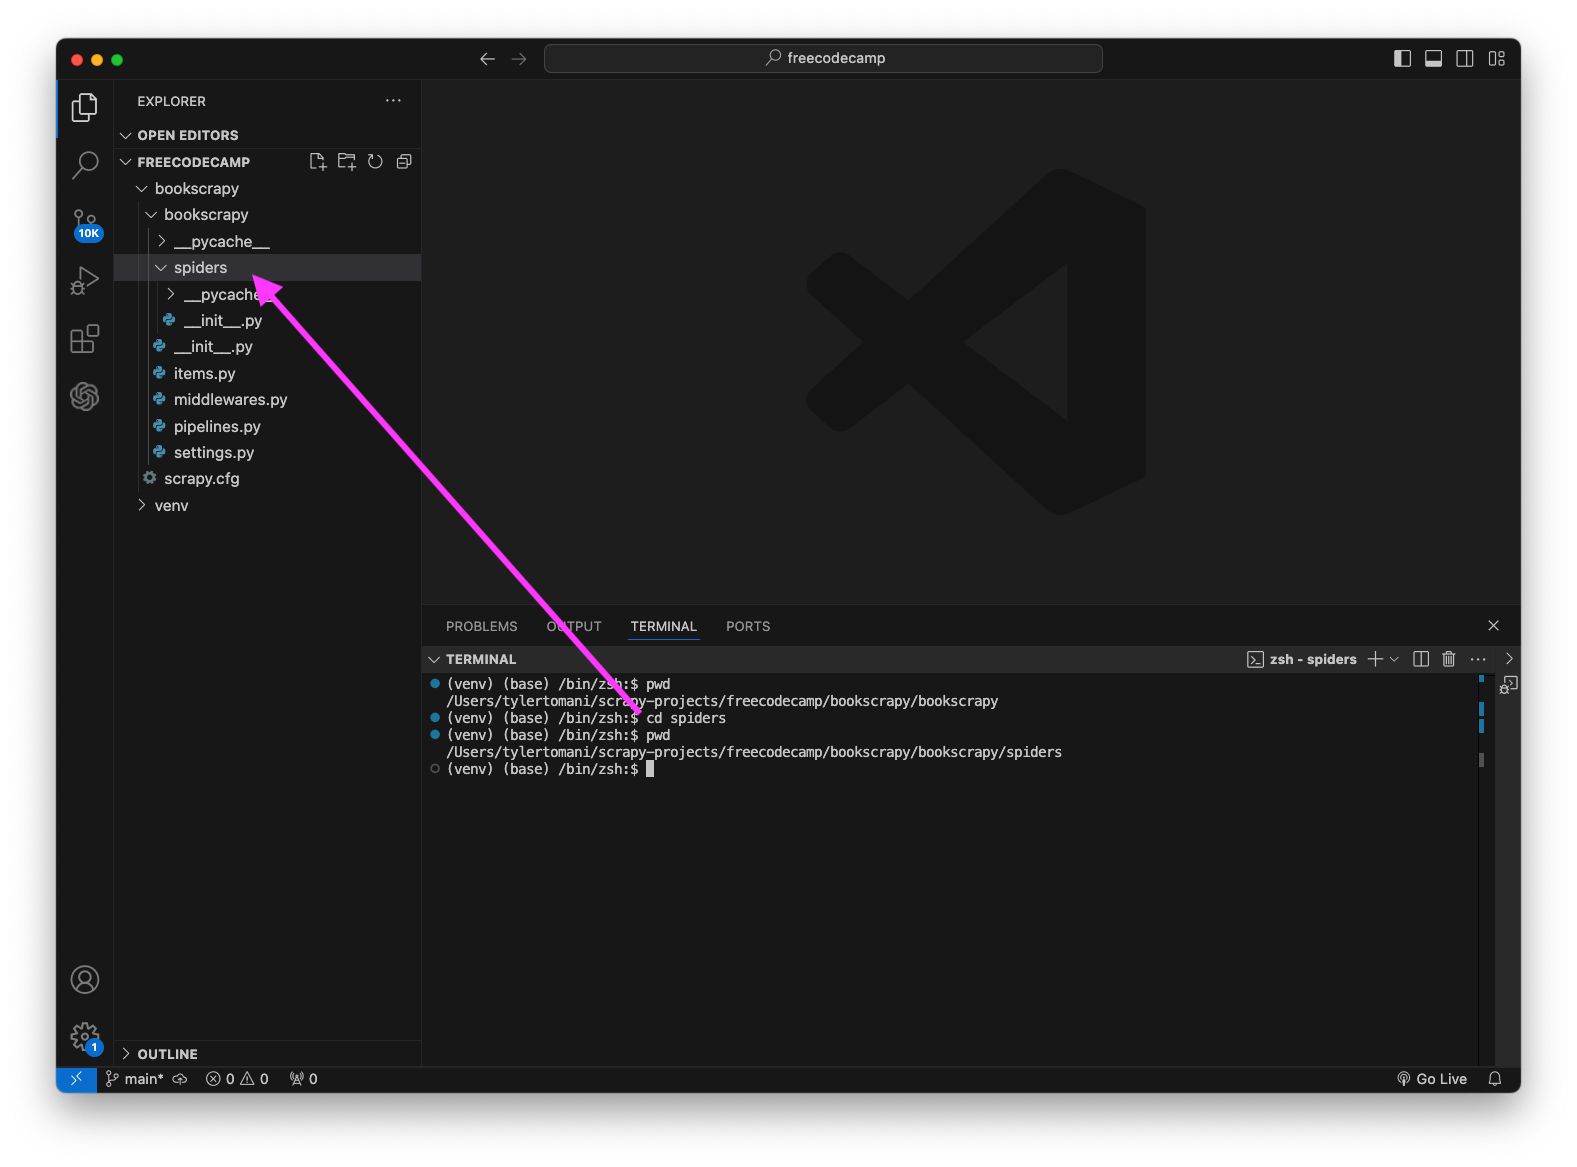 freecodecamp
EXPLORER
OPEN EDITORS
FREECODECAMP
bookscrapy
bookscrapy
__pycache__
spiders
__pycache__
__init__.py
__init__.py
items.py
middlewares.py
pipelines.py
settings.py
scrapy.cfg
venv
10K
1
OUTLINE
PROBLEMS OUTPUT TERMINAL PORTS
TERMINAL
zsh - spiders
(venv) (base) /bin/zsh:$ pwd
/Users/tylertomani/scrapy-projects/freecodecamp/bookscrapy/bookscrapy
(venv) (base) /bin/zsh:$ cd spiders
(venv) (base) /bin/zsh:$ pwd
/Users/tylertomani/scrapy-projects/freecodecamp/bookscrapy/bookscrapy/spiders
(venv) (base) /bin/zsh:$
main* 0 0 0 Go Live